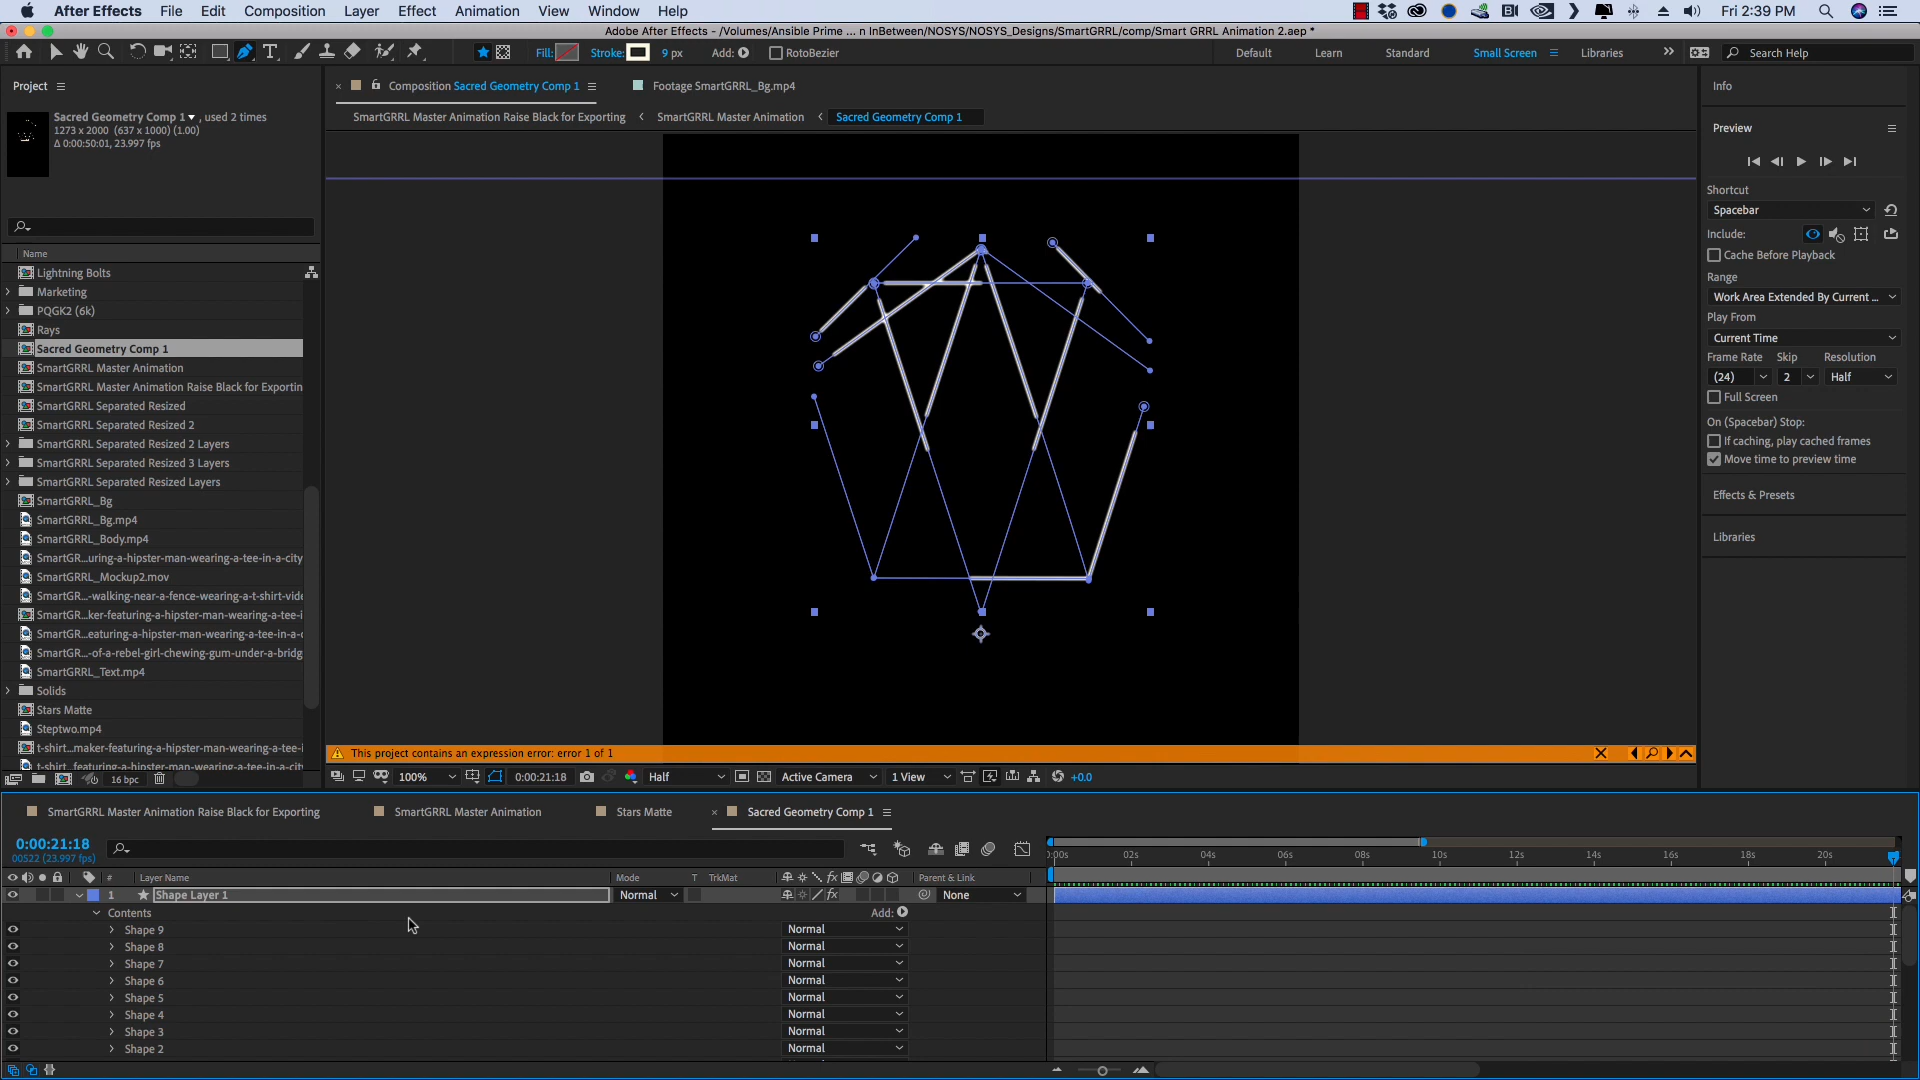 After Effects File Edit Composition Layer Effect Animation View Window Help
Fri 2:39 PM
Adobe After Effects - /Volumes/Ansible Prime ... n InBetween/NOSYS/NOSYS_Designs/SmartGRRL/comp/Smart GRRL Animation 2.aep *
Fill: Stroke: 9 px Add: RotoBezier
Default Learn Standard Small Screen Libraries Search Help
Project
Composition Sacred Geometry Comp 1
Footage SmartGRRL_Bg.mp4
Info
Sacred Geometry Comp 1 , used 2 times
1273 x 2000 (637 x 1000) (1.00)
Δ 0:00:50:01, 23.997 fps
SmartGRRL Master Animation Raise Black for Exporting SmartGRRL Master Animation Sacred Geometry Comp 1
Preview
Shortcut
Spacebar
Include:
Cache Before Playback
Range
Work Area Extended By Current ...
Play From
Current Time
Frame Rate Skip Resolution
(24) 2 Half
Full Screen
On (Spacebar) Stop:
If caching, play cached frames
Move time to preview time
Effects & Presets
Libraries
Name
Lightning Bolts
Marketing
PQGK2 (6k)
Rays
Sacred Geometry Comp 1
SmartGRRL Master Animation
SmartGRRL Master Animation Raise Black for Exportin
SmartGRRL Separated Resized
SmartGRRL Separated Resized 2
SmartGRRL Separated Resized 2 Layers
SmartGRRL Separated Resized 3 Layers
SmartGRRL Separated Resized Layers
SmartGRRL_Bg
SmartGRRL_Bg.mp4
SmartGRRL_Body.mp4
SmartGR...uring-a-hipster-man-wearing-a-tee-in-a-city
SmartGRRL_Mockup2.mov
SmartGR...-walking-near-a-fence-wearing-a-t-shirt-vide
SmartGR...ker-featuring-a-hipster-man-wearing-a-tee-i
SmartGR...eaturing-a-hipster-man-wearing-a-tee-in-a-c
SmartGR...-of-a-rebel-girl-chewing-gum-under-a-bridg
SmartGRRL_Text.mp4
Solids
Stars Matte
Steptwo.mp4
t-shirt...maker-featuring-a-hipster-man-wearing-a-tee-i
t-shirt...featuring-a-hipster-man-wearing-a-tee-in-a-cit
16 bpc
This project contains an expression error: error 1 of 1
100% 0:00:21:18 Half Active Camera 1 View +0.0
SmartGRRL Master Animation Raise Black for Exporting SmartGRRL Master Animation Stars Matte Sacred Geometry Comp 1
0:00:21:18
00522 (23.997 fps)
:00s 02s 04s 06s 08s 10s 12s 14s 16s 18s 20s
# Layer Name Mode T TrkMat Parent & Link
1 Shape Layer 1 Normal None
Contents Add:
Shape 9 Normal
Shape 8 Normal
Shape 7 Normal
Shape 6 Normal
Shape 5 Normal
Shape 4 Normal
Shape 3 Normal
Shape 2 Normal